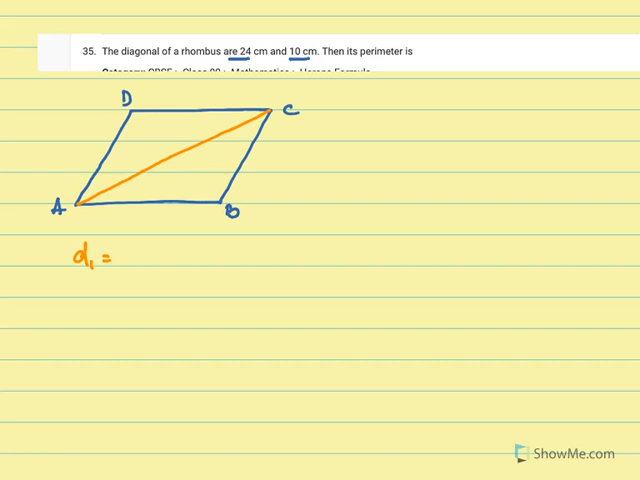 35. The diagonal of a rhombus are 24 cm and 10 cm. Then its perimeter is
D
C
A
B
d₁ =
ShowMe.com